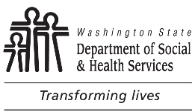 Washington State
Department of Social
& Health Services
Transforming lives